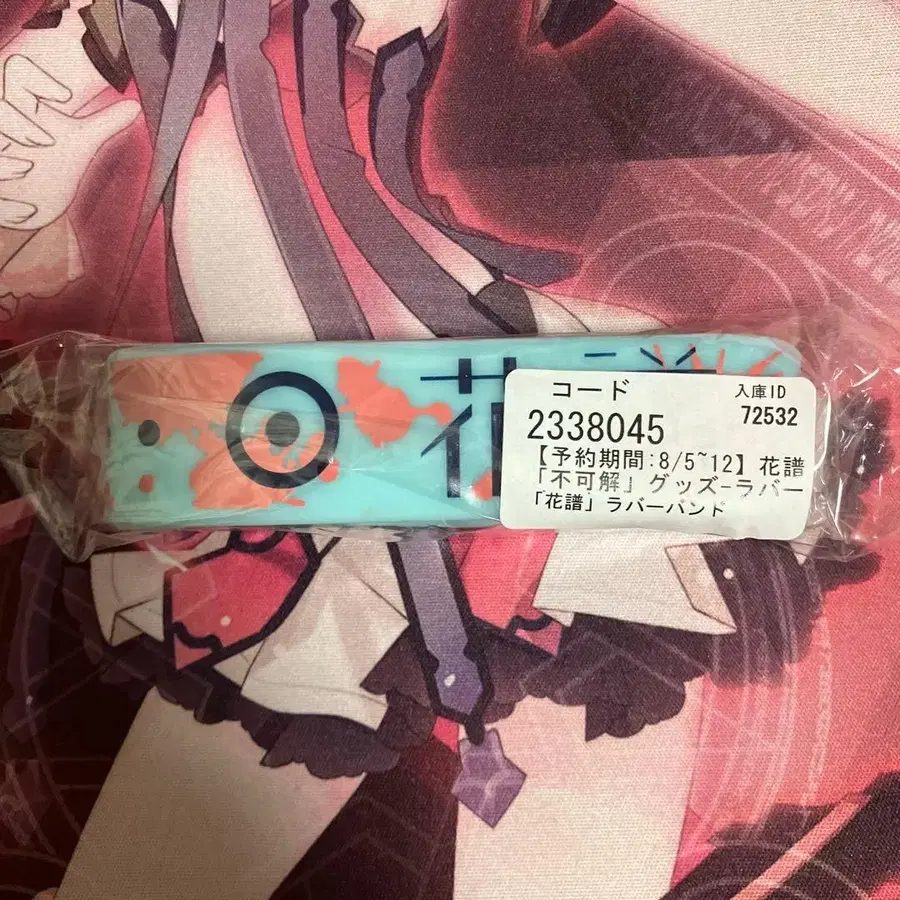 花
コード
入庫ID
2338045
72532
【予約期間:8/5~12】花譜
「不可解」グッズ-ラバー
「花譜」ラバーバンド